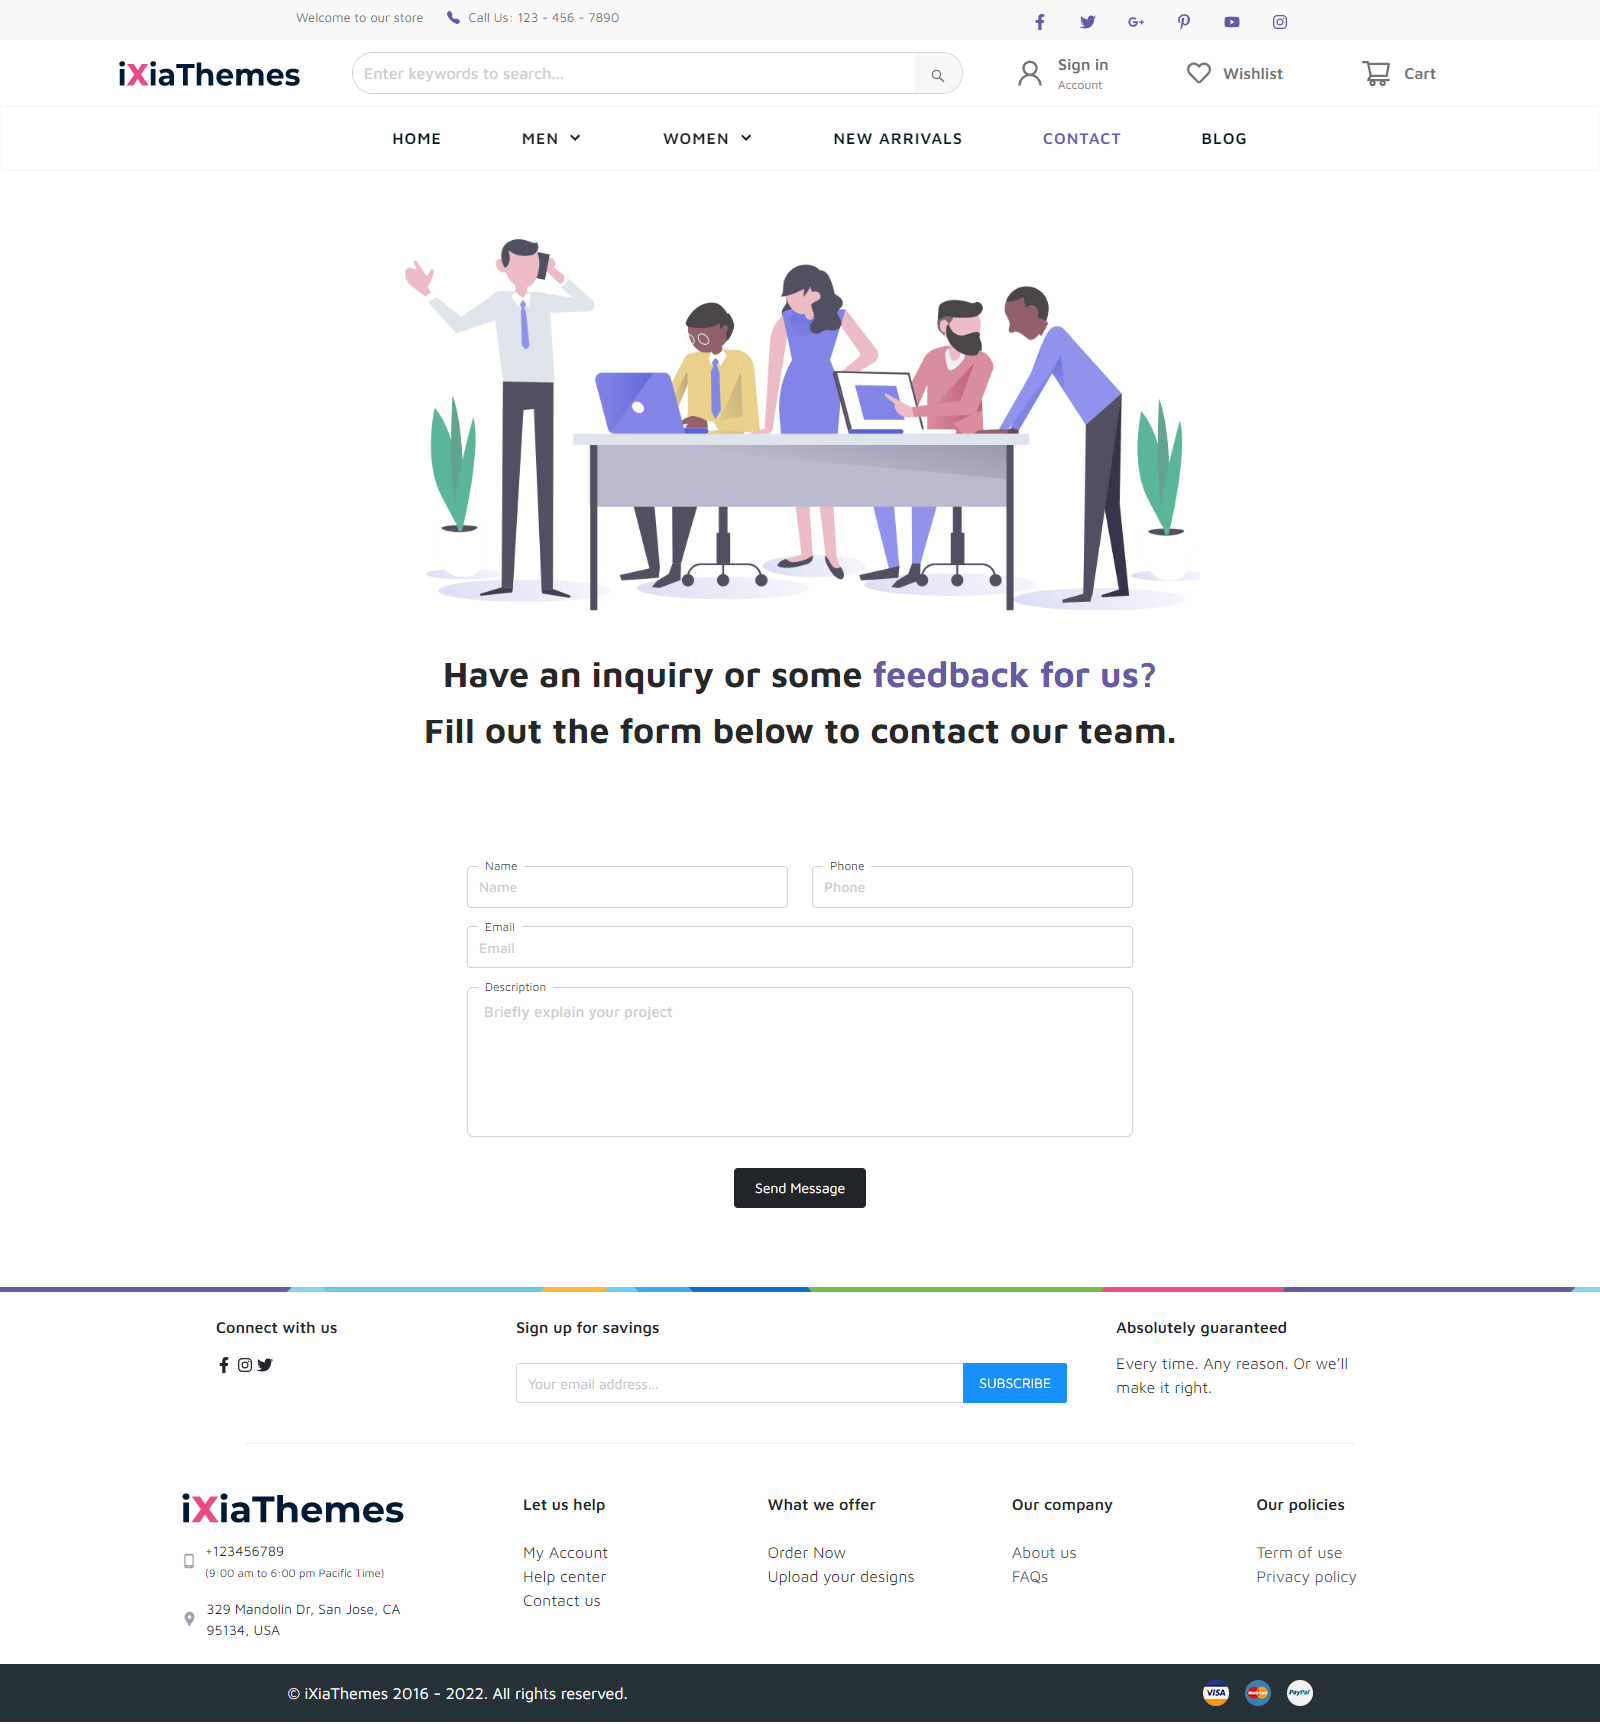 Welcome to our store
Call Us: 123 - 456 - 7890
iXiaThemes
Enter keywords to search...
Sign in
Account
Wishlist
Cart
HOME
MEN
WOMEN
NEW ARRIVALS
CONTACT
BLOG
Have an inquiry or some feedback for us?
Fill out the form below to contact our team.
Name
Name
Phone
Phone
Email
Email
Description
Briefly explain your project
Send Message
Connect with us
Sign up for savings
Your email address...
SUBSCRIBE
Absolutely guaranteed
Every time. Any reason. Or we'll
make it right.
iXiaThemes
+123456789
(9:00 am to 6:00 pm Pacific Time)
329 Mandolin Dr, San Jose, CA
95134, USA
Let us help
My Account
Help center
Contact us
What we offer
Order Now
Upload your designs
Our company
About us
FAQs
Our policies
Term of use
Privacy policy
© iXiaThemes 2016 - 2022. All rights reserved.
VISA
MasterCard
PayPal